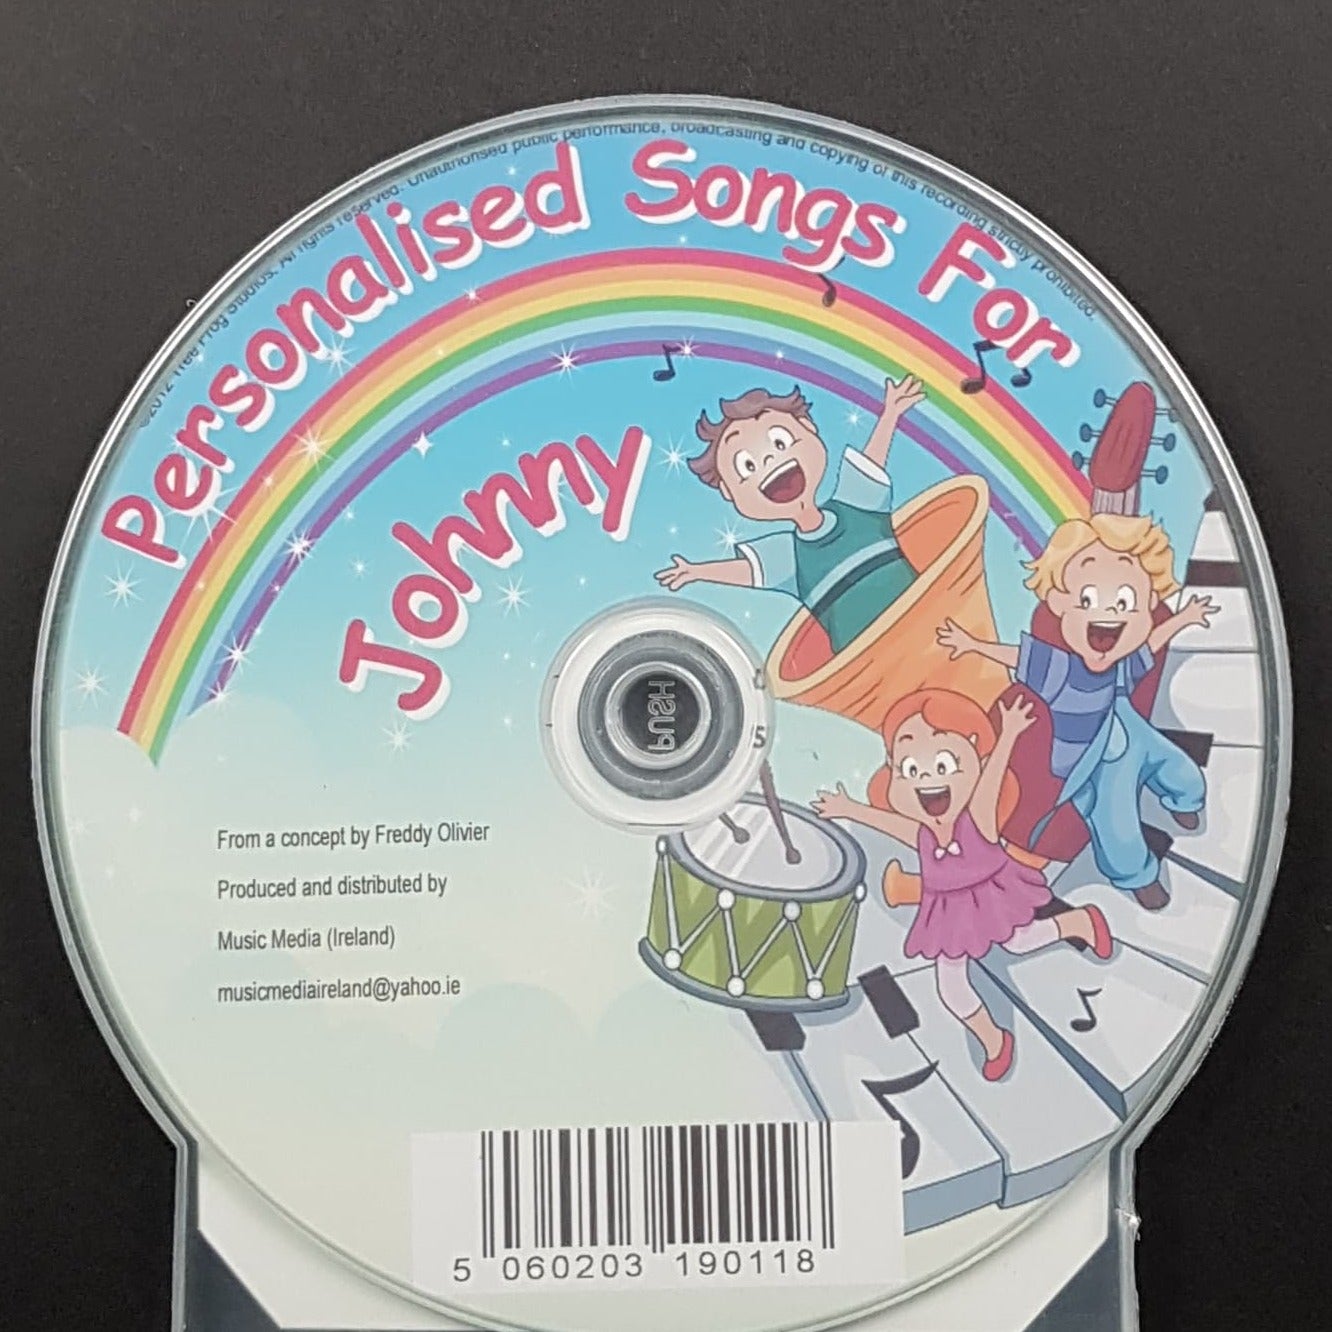 ©2012 Tree Frog Studios. All rights reserved. Unauthorised public performance, broadcasting and copying of this recording strictly prohibited.
Personalised Songs For
Johnny
PUSH
5
From a concept by Freddy Olivier
Produced and distributed by
Music Media (Ireland)
musicmediaireland@yahoo.ie
5 060203 190118